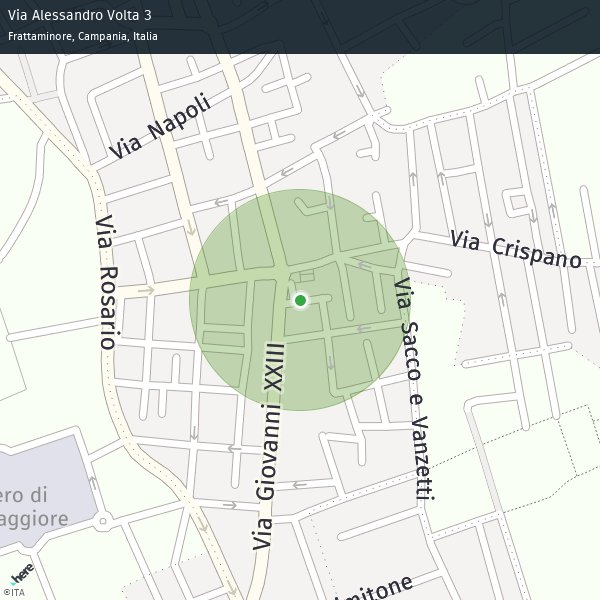 Via Alessandro Volta 3
Frattaminore, Campania, Italia
Via Napoli
Via Crispano
Via Rosario
Via Sacco e Vanzetti
Via Giovanni XXIII
ero di
aggiore
imitone
here
©ITA